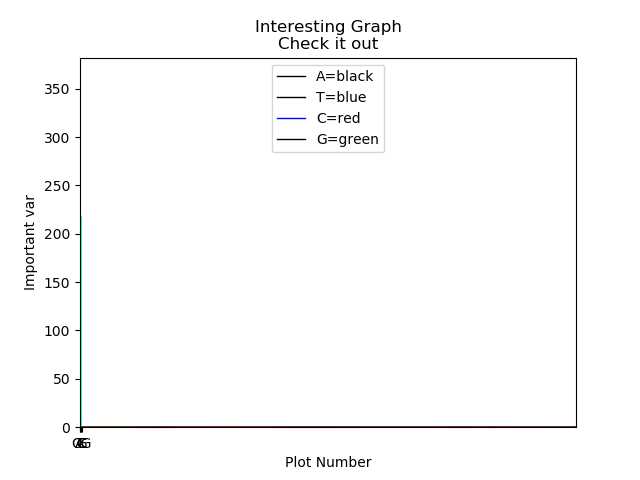 Interesting Graph
Check it out
A=black
T=blue
C=red
G=green
350
300
250
200
150
100
50
0
Important var
Plot Number